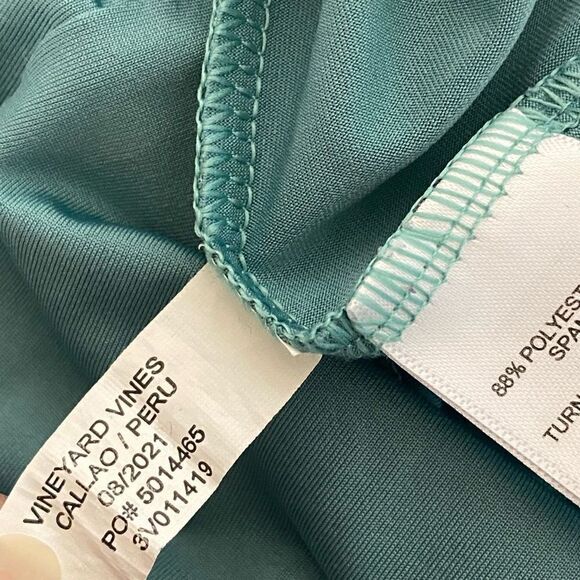 VINEYARD VINES
CALLAO / PERU
08/2021
PO# 5014465
3V011419
88% POLYEST
SPAN
TURN